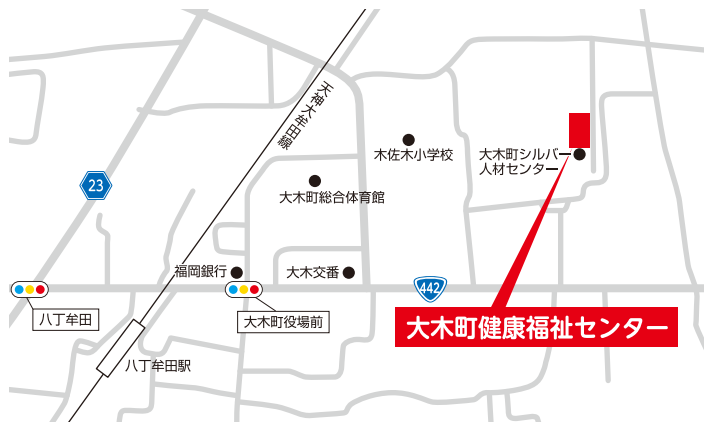 天神大牟田線
木佐木小学校
大木町シルバー
人材センター
23
大木町総合体育館
福岡銀行
大木交番
442
八丁牟田
大木町役場前
大木町健康福祉センター
八丁牟田駅